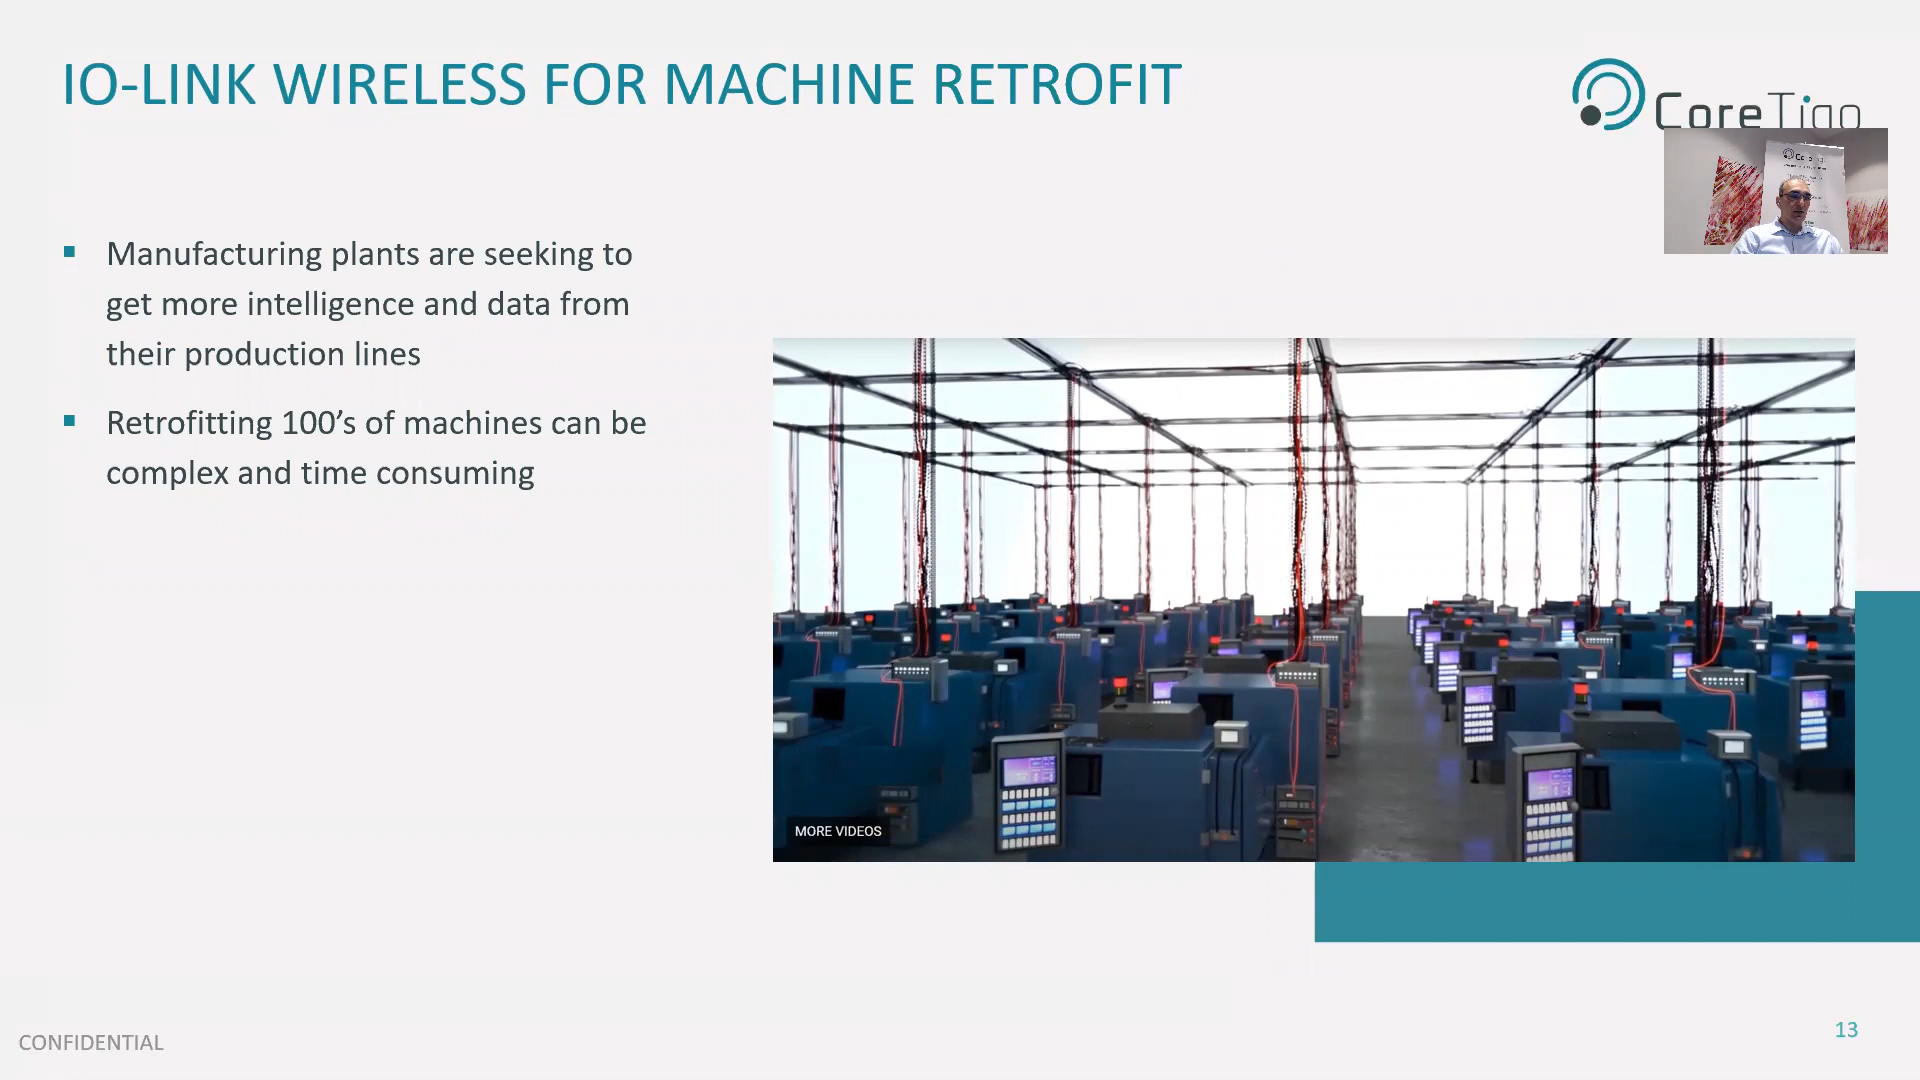 IO-LINK WIRELESS FOR MACHINE RETROFIT
CoreTigo
Manufacturing plants are seeking to
get more intelligence and data from
their production lines
Retrofitting 100’s of machines can be
complex and time consuming
MORE VIDEOS
CONFIDENTIAL
13